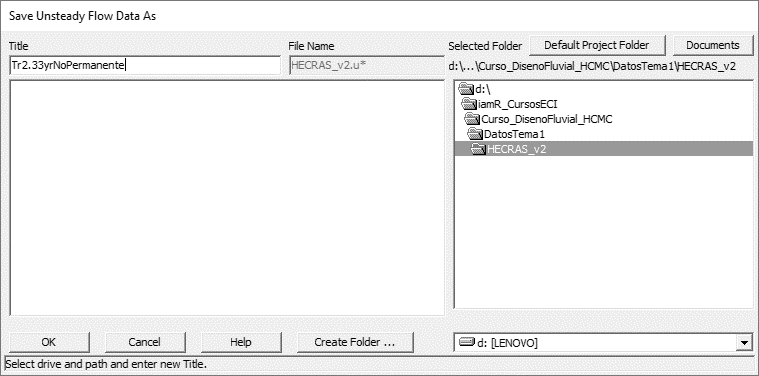 Save Unsteady Flow Data As
Title
File Name
Selected Folder
Default Project Folder
Documents
Tr2.33yrNoPermanente
HECRAS_v2.u*
d:\...\Curso_DisenoFluvial_HCMC\DatosTema1\HECRAS_v2
d:\
iamR_CursosECI
Curso_DisenoFluvial_HCMC
DatosTema1
HECRAS_v2
OK
Cancel
Help
Create Folder ...
d: [LENOVO]
Select drive and path and enter new Title.